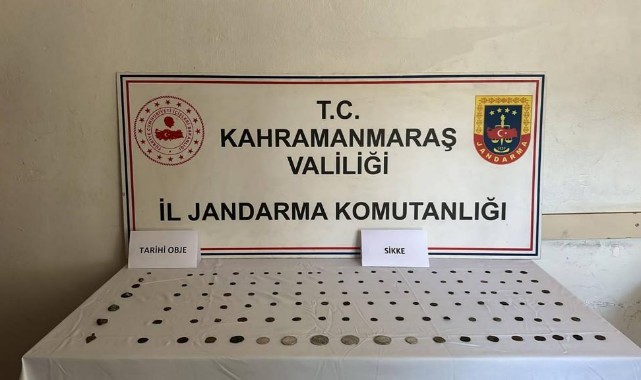 T.C.
KAHRAMANMARAŞ
VALİLİĞİ
İL JANDARMA KOMUTANLIĞI
JANDARMA
TARİHİ OBJE
SİKKE